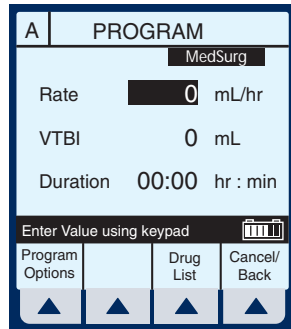 A PROGRAM
MedSurg
Rate 0 mL/hr
VTBI 0 mL
Duration 00:00 hr : min
Enter Value using keypad
Program Options
Drug List
Cancel/ Back